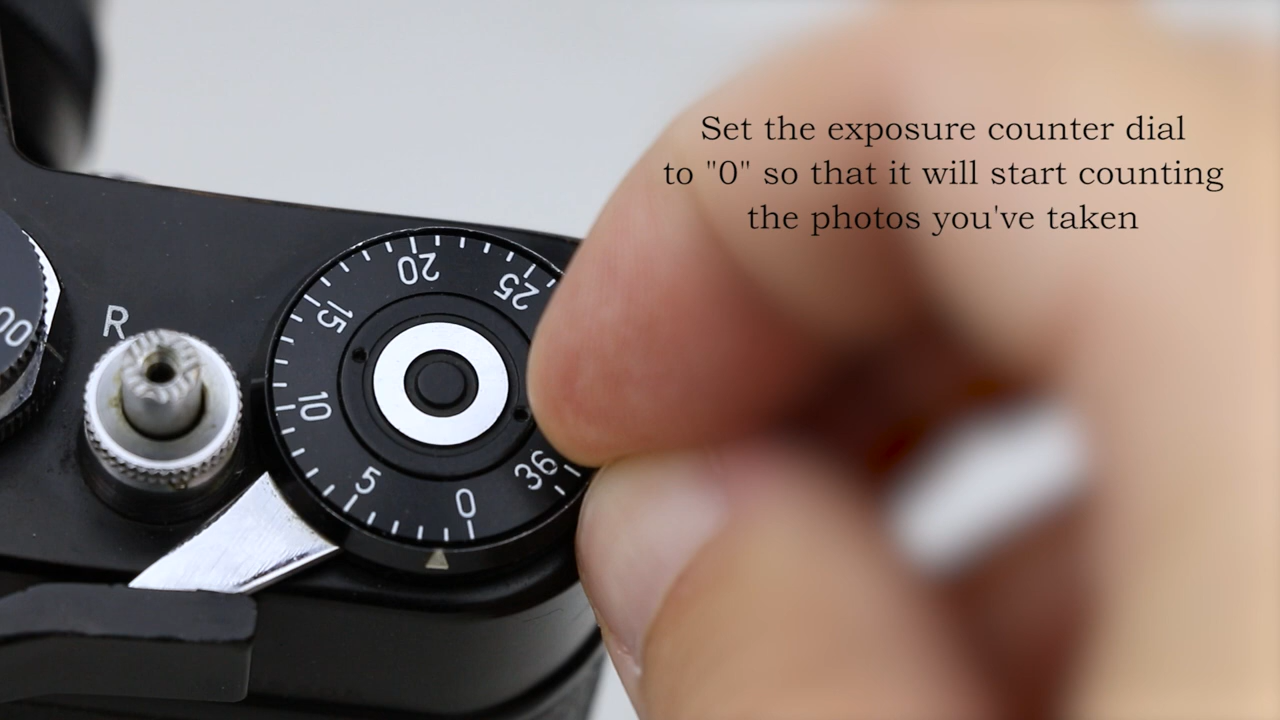 Set the exposure counter dial
to "0" so that it will start counting
the photos you've taken
R
00
20
25
15
10
5
0
36